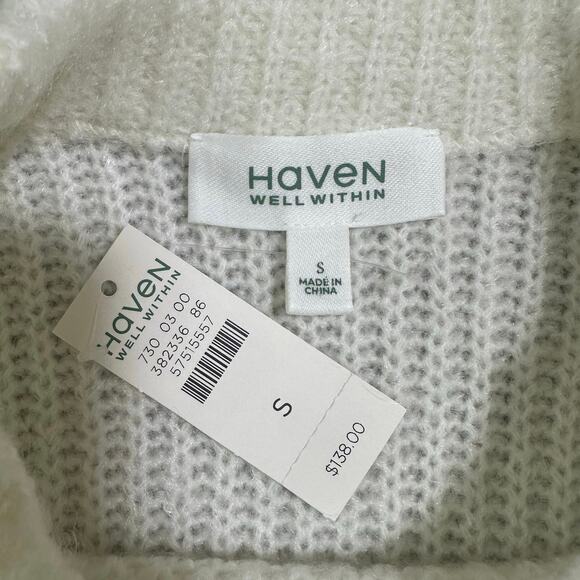 HaveN
WELL WITHIN
S
MADE IN
CHINA
HaveN
WELL WITHIN
730 03 00
382336 86
57515557
S
$138.00